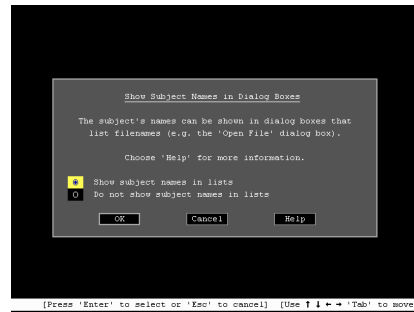 Show Subject Names in Dialog Boxes
The subject's names can be shown in dialog boxes that
list filenames (e.g. the 'Open File' dialog box).
Choose 'Help' for more information.
Show subject names in lists
Do not show subject names in lists
OK Cancel Help
[Press 'Enter' to select or 'Esc' to cancel] [Use ↑ ↓ ← → 'Tab' to move